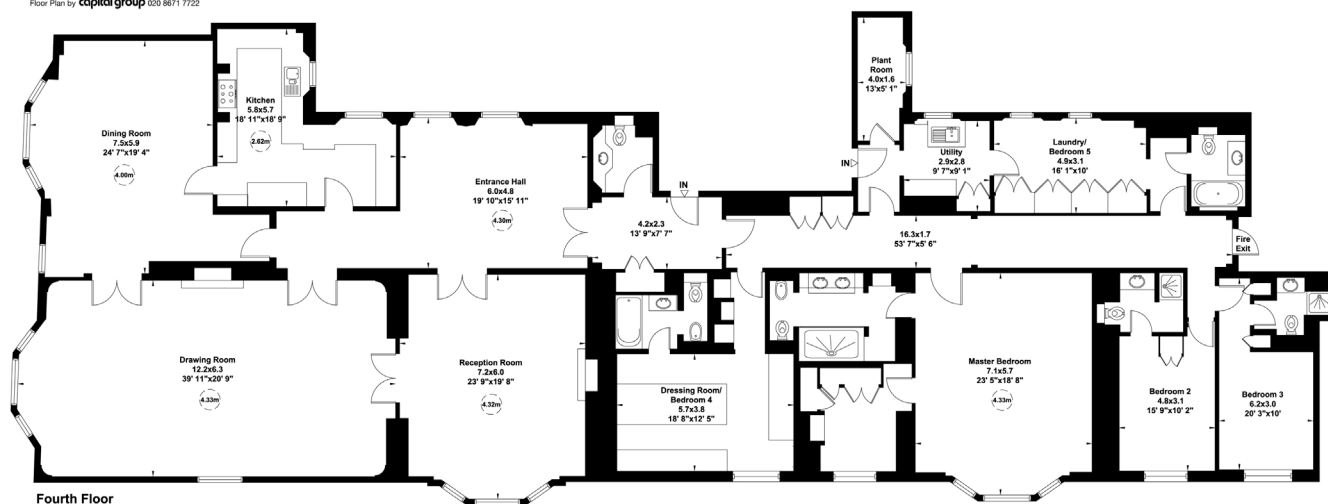 Floor Plan by capital group 020 8671 7722
Plant
Room
4.0x1.6
13'x5' 1"
Kitchen
5.8x5.7
18' 11"x18' 9"
2.62m
Dining Room
7.5x5.9
24' 7"x19' 4"
4.00m
Entrance Hall
6.0x4.8
19' 10"x15' 11"
4.30m
IN
4.2x2.3
13' 9"x7' 7"
IN
Utility
2.9x2.8
9' 7"x9' 1"
Laundry/
Bedroom 5
4.9x3.1
16' 1"x10'
16.3x1.7
53' 7"x5' 6"
Fire
Exit
Drawing Room
12.2x6.3
39' 11"x20' 9"
4.33m
Reception Room
7.2x6.0
23' 9"x19' 8"
4.32m
Dressing Room/
Bedroom 4
5.7x3.8
18' 8"x12' 5"
Master Bedroom
7.1x5.7
23' 5"x18' 8"
4.33m
Bedroom 2
4.8x3.1
15' 9"x10' 2"
Bedroom 3
6.2x3.0
20' 3"x10'
Fourth Floor